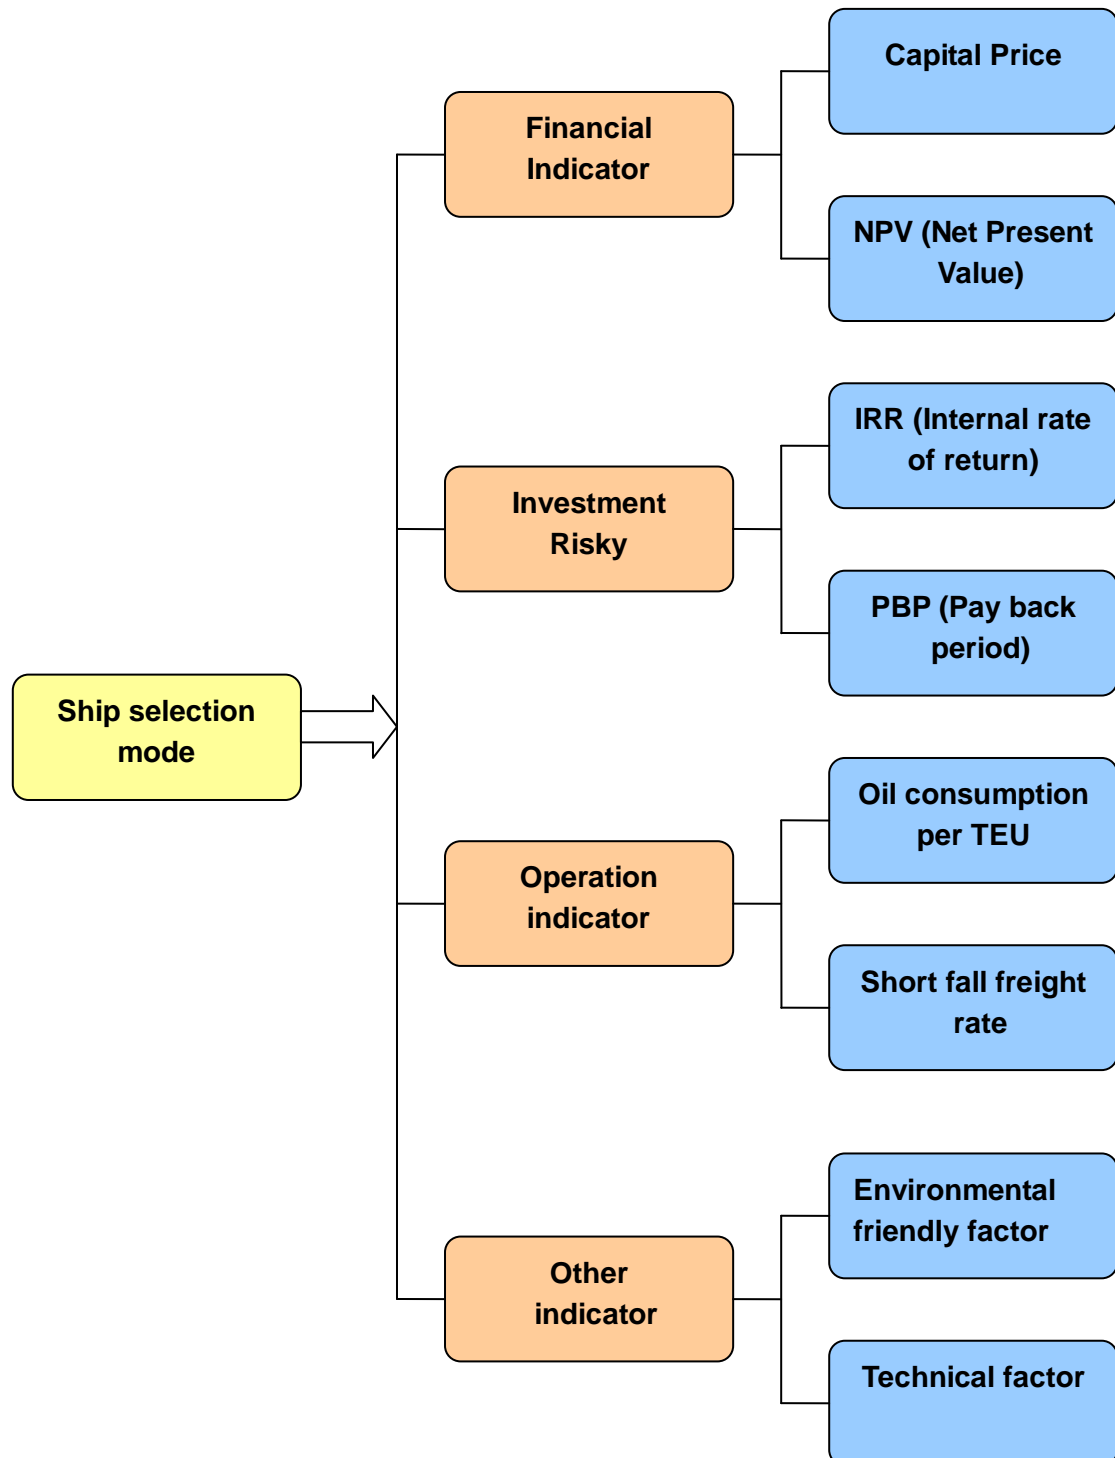 Capital Price
Financial
Indicator
NPV (Net Present
Value)
IRR (Internal rate
of return)
Investment
Risky
PBP (Pay back
period)
Ship selection
mode
Oil consumption
per TEU
Operation
indicator
Short fall freight
rate
Environmental
friendly factor
Other
indicator
Technical factor